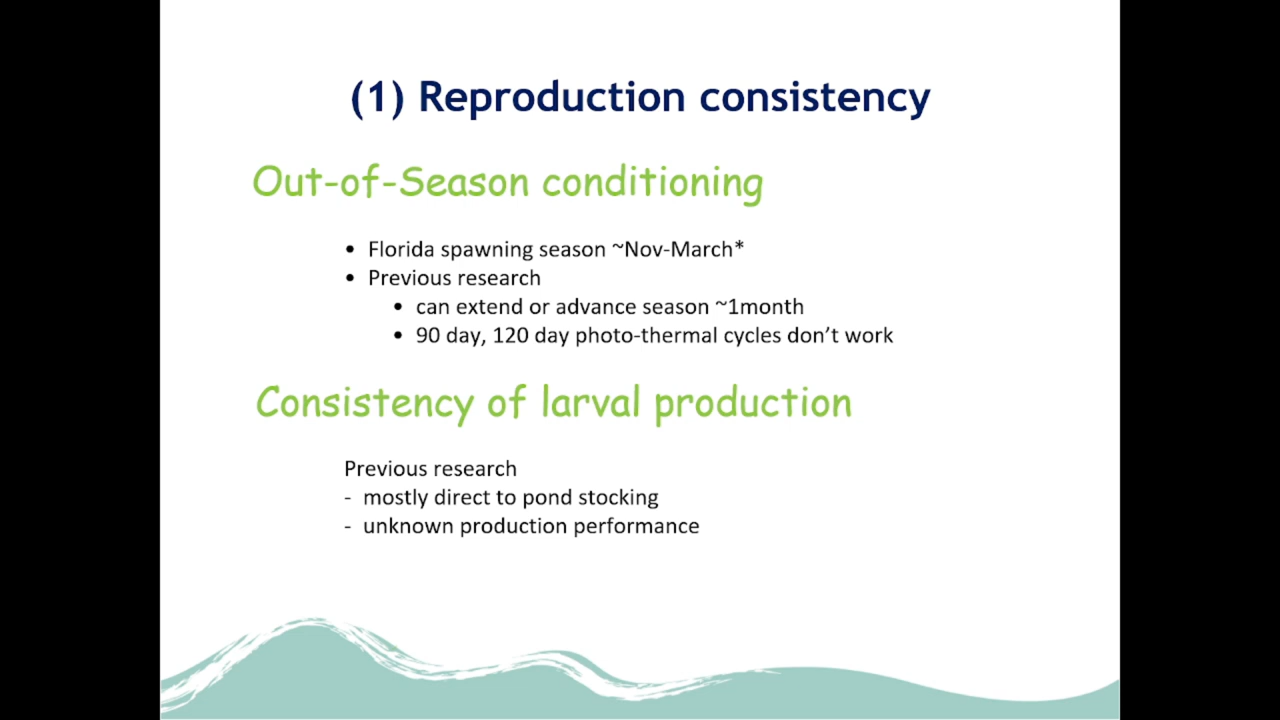 (1) Reproduction consistency
Out-of-Season conditioning
• Florida spawning season ~Nov-March*
• Previous research
• can extend or advance season ~1month
• 90 day, 120 day photo-thermal cycles don’t work
Consistency of larval production
Previous research
- mostly direct to pond stocking
- unknown production performance